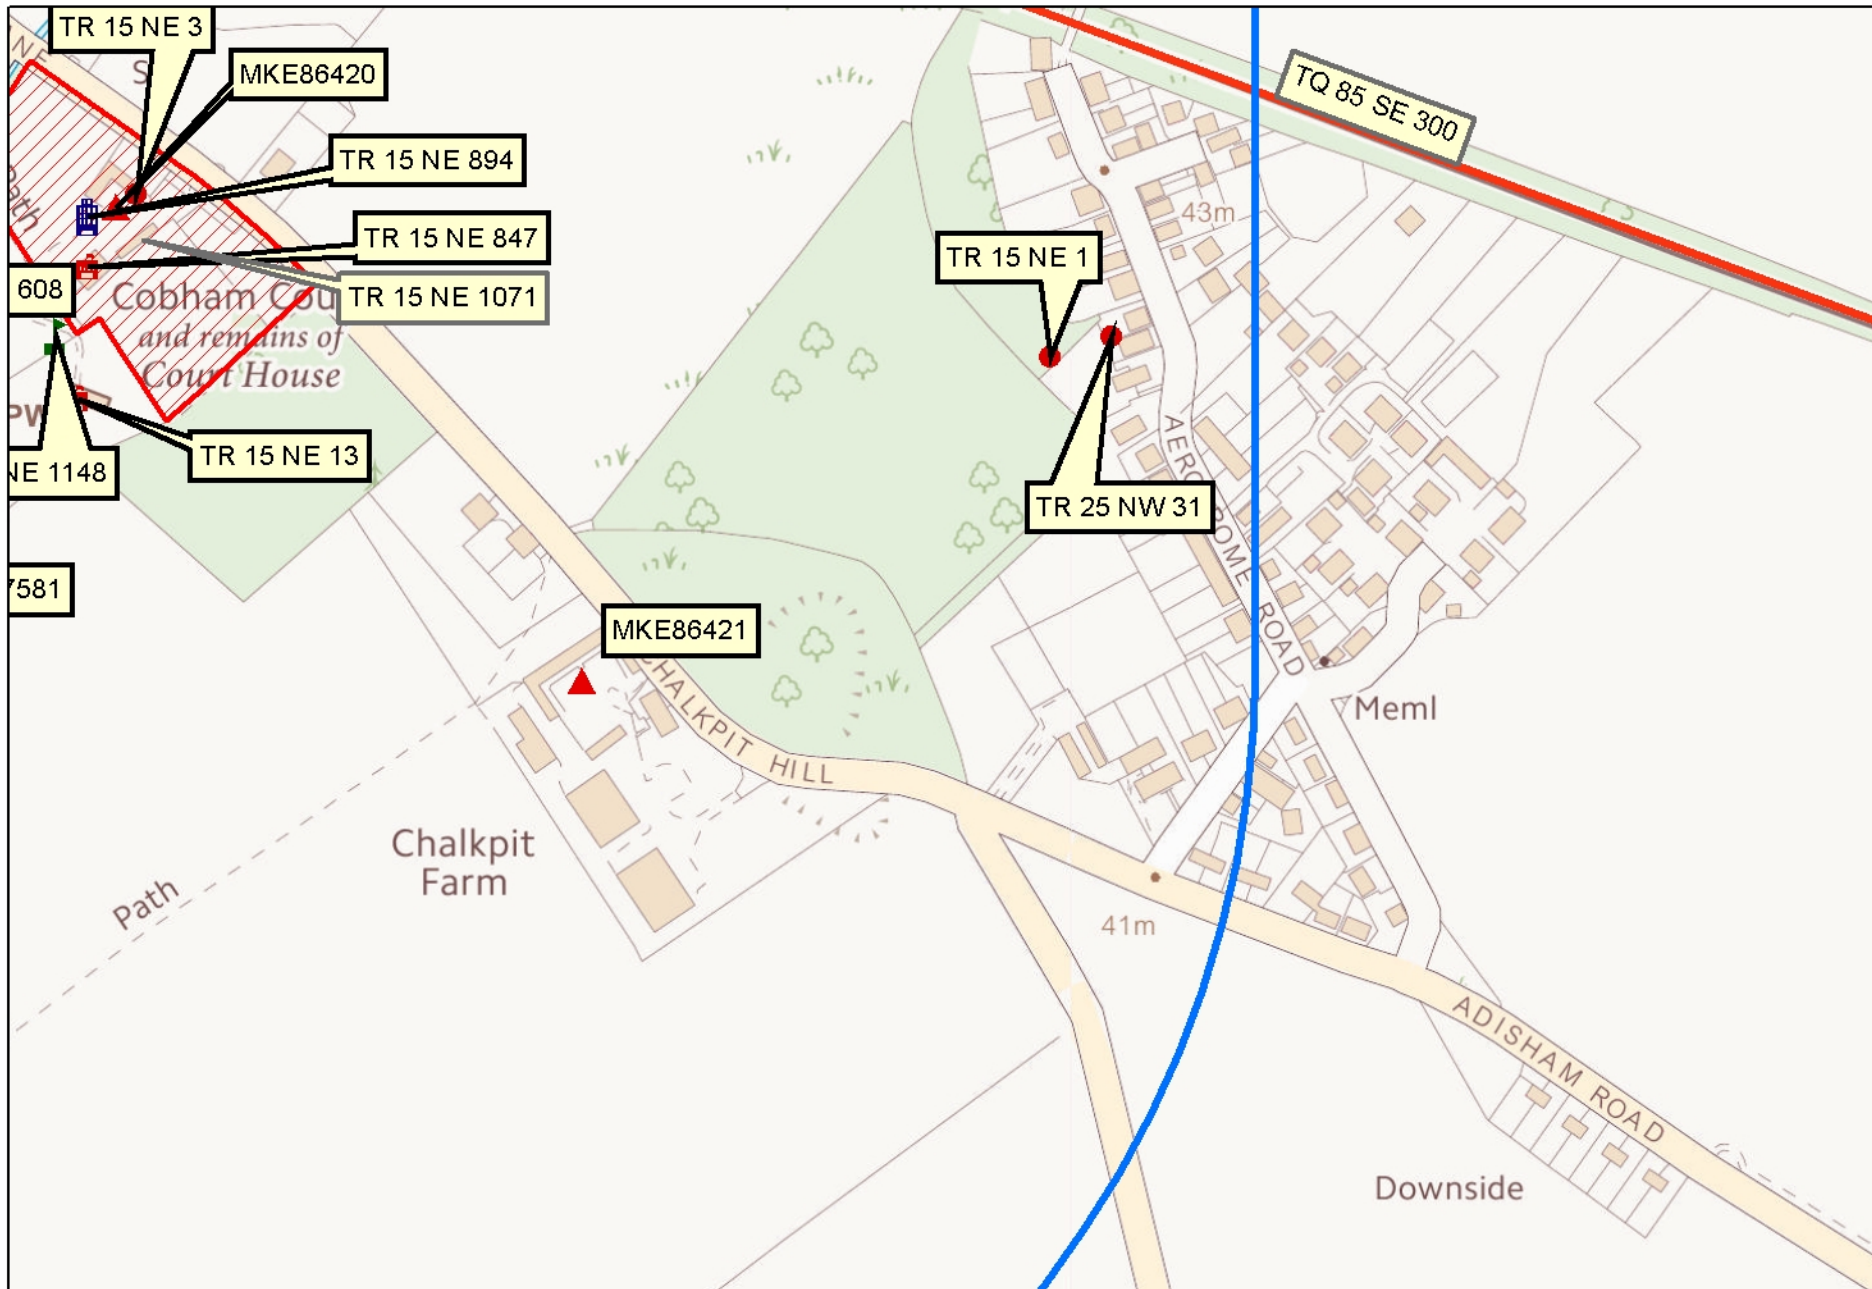 TR 15 NE 3
MKE86420
TR 15 NE 894
TQ 85 SE 300
43m
TR 15 NE 847
TR 15 NE 1
608
TR 15 NE 1071
Cobham Cou
and remains of
Court House
TR 15 NE 13
NE 1148
TR 25 NW 31
AERODROME ROAD
7581
MKE86421
CHALKPIT HILL
Meml
Chalkpit
Farm
Path
41m
ADISHAM ROAD
Downside